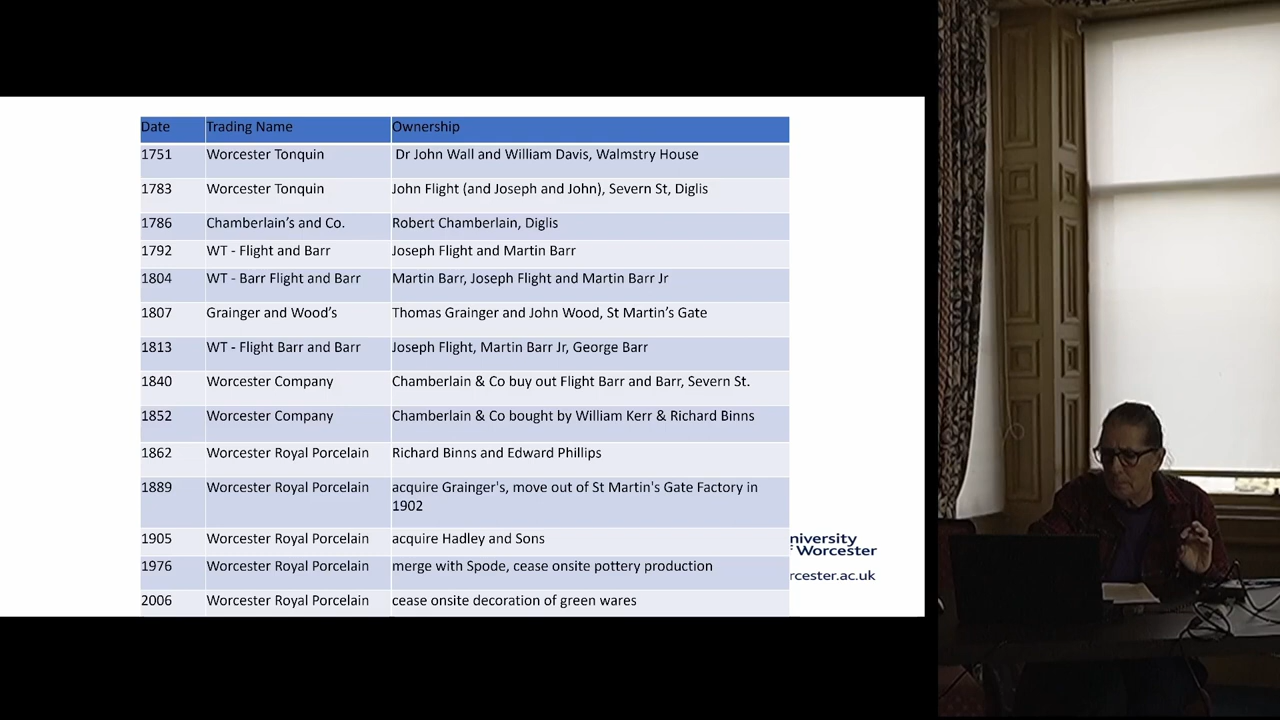 Date Trading Name Ownership
1751 Worcester Tonquin Dr John Wall and William Davis, Walmstry House
1783 Worcester Tonquin John Flight (and Joseph and John), Severn St, Diglis
1786 Chamberlain's and Co. Robert Chamberlain, Diglis
1792 WT - Flight and Barr Joseph Flight and Martin Barr
1804 WT - Barr Flight and Barr Martin Barr, Joseph Flight and Martin Barr Jr
1807 Grainger and Wood's Thomas Grainger and John Wood, St Martin's Gate
1813 WT - Flight Barr and Barr Joseph Flight, Martin Barr Jr, George Barr
1840 Worcester Company Chamberlain & Co buy out Flight Barr and Barr, Severn St.
1852 Worcester Company Chamberlain & Co bought by William Kerr & Richard Binns
1862 Worcester Royal Porcelain Richard Binns and Edward Phillips
1889 Worcester Royal Porcelain acquire Grainger's, move out of St Martin's Gate Factory in
1902
1905 Worcester Royal Porcelain acquire Hadley and Sons
1976 Worcester Royal Porcelain merge with Spode, cease onsite pottery production
2006 Worcester Royal Porcelain cease onsite decoration of green wares
niversity
f Worcester
rcester.ac.uk